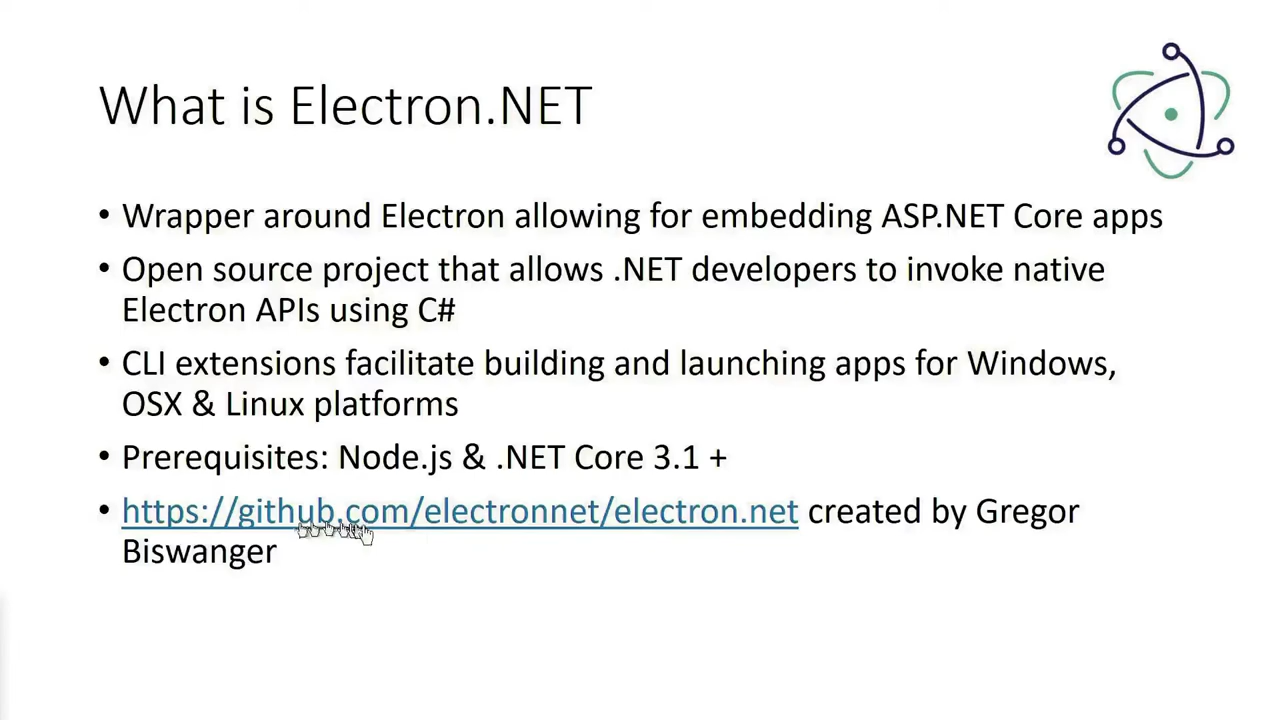 What is Electron.NET
• Wrapper around Electron allowing for embedding ASP.NET Core apps
• Open source project that allows .NET developers to invoke native
Electron APIs using C#
• CLI extensions facilitate building and launching apps for Windows,
OSX & Linux platforms
• Prerequisites: Node.js & .NET Core 3.1 +
• https://github.com/electronnet/electron.net created by Gregor
Biswanger